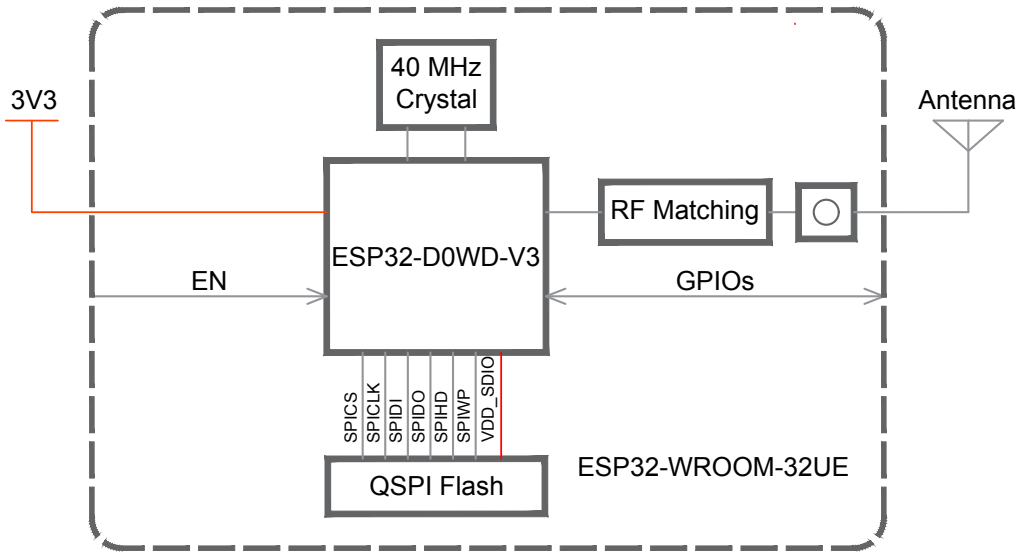 40 MHz
Crystal
3V3
Antenna
RF Matching
ESP32-D0WD-V3
EN
GPIOs
SPICS
SPICLK
SPIDI
SPIDO
SPIHD
SPIWP
VDD_SDIO
ESP32-WROOM-32UE
QSPI Flash